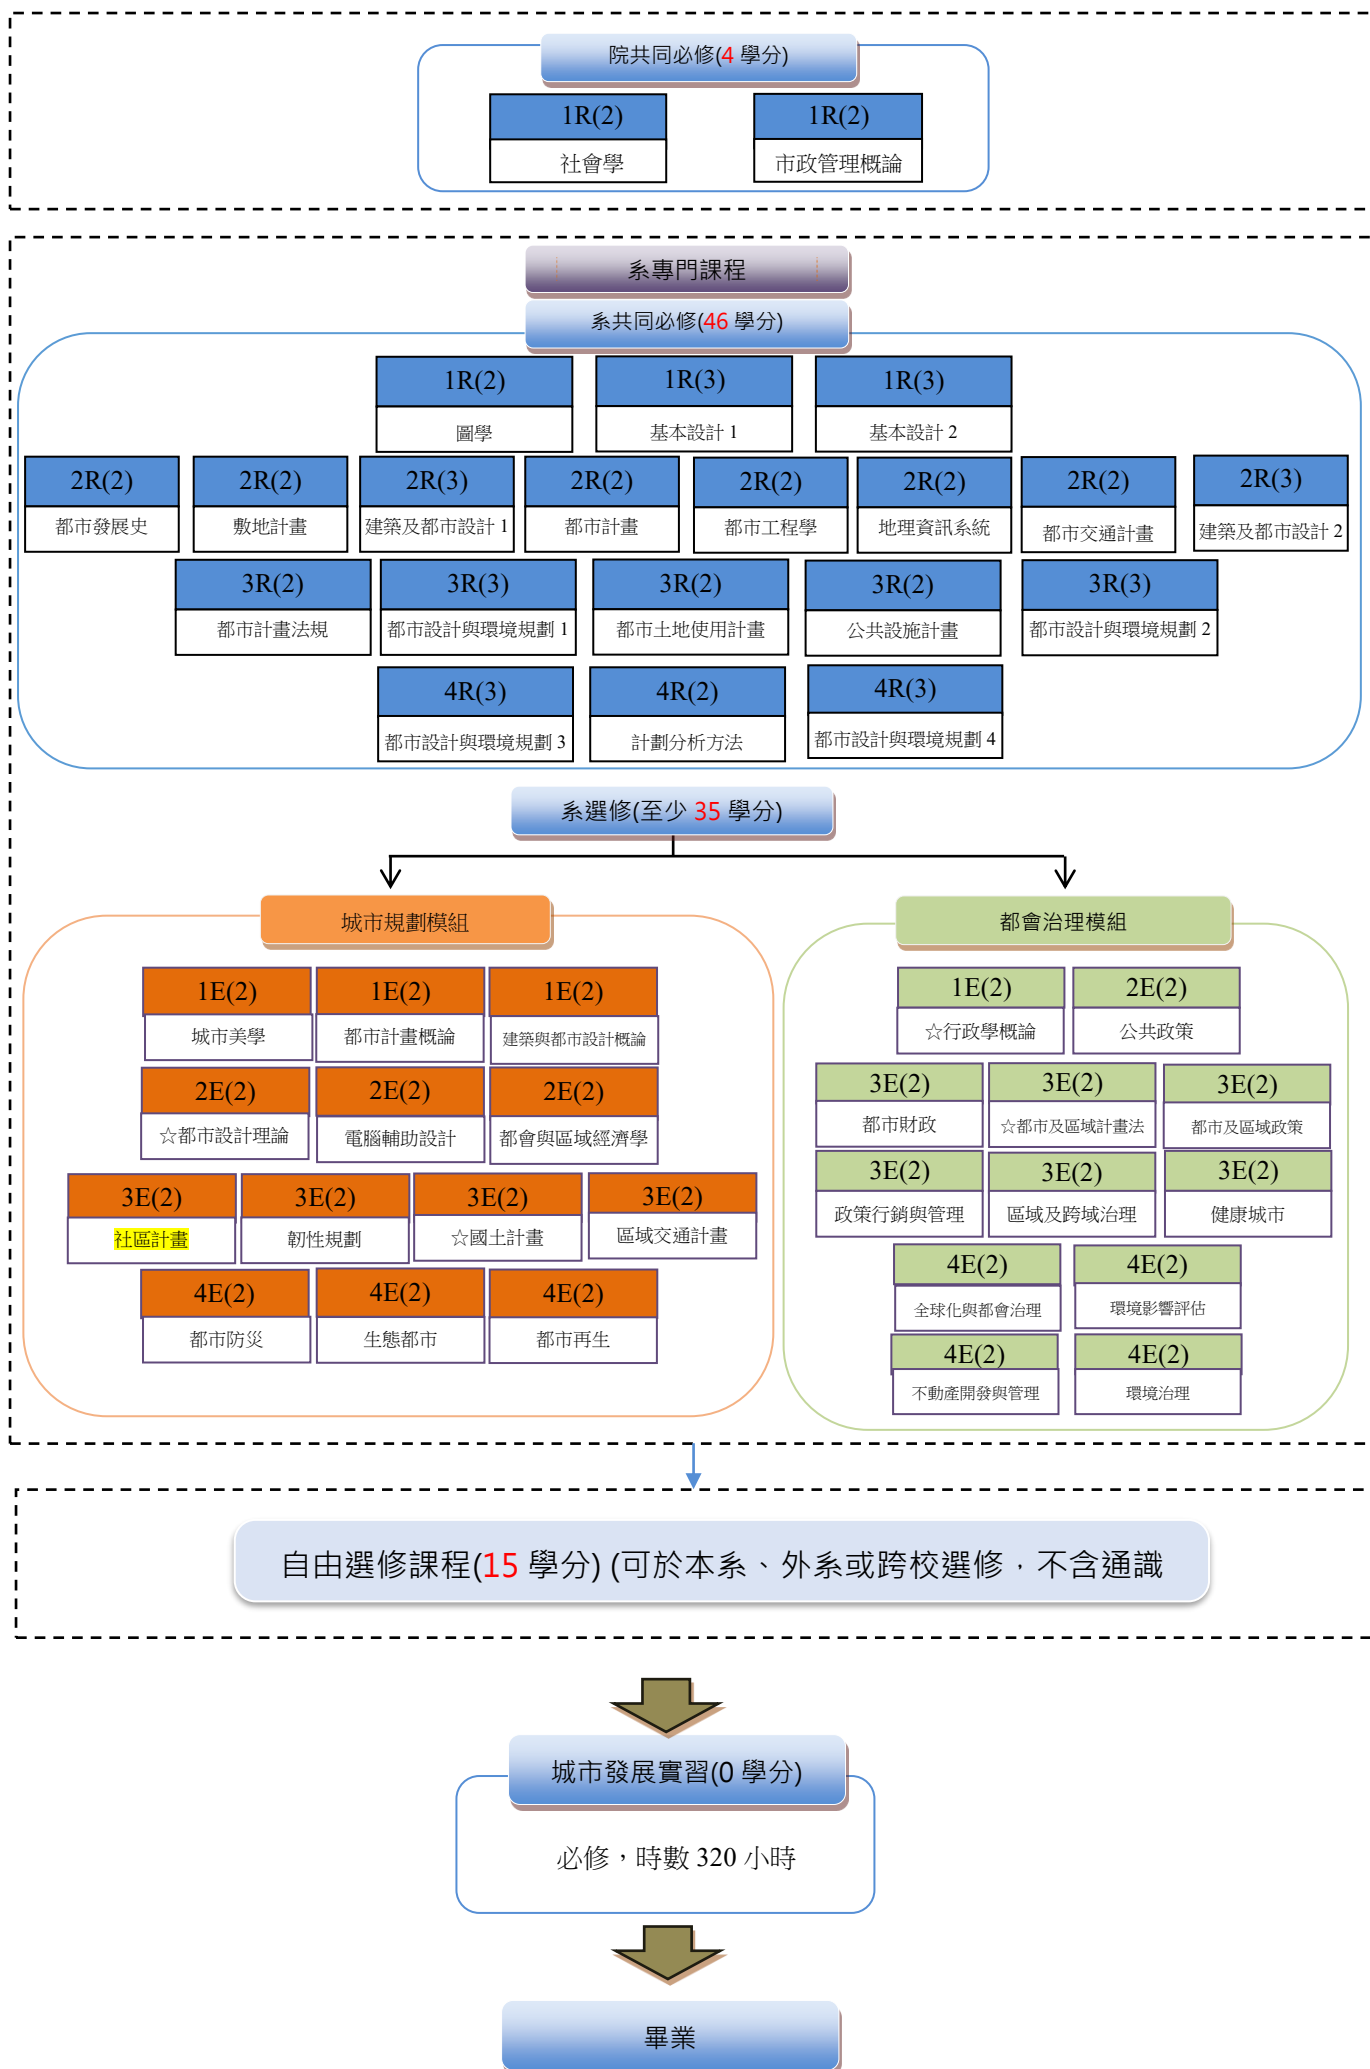 院共同必修(4 學分)
1R(2)
社會學
1R(2)
市政管理概論
系專門課程
系共同必修(46 學分)
1R(2)
圖學
1R(3)
基本設計 1
1R(3)
基本設計 2
2R(2)
都市發展史
2R(2)
敷地計畫
2R(3)
建築及都市設計 1
2R(2)
都市計畫
2R(2)
都市工程學
2R(2)
地理資訊系統
2R(2)
都市交通計畫
2R(3)
建築及都市設計 2
3R(2)
都市計畫法規
3R(3)
都市設計與環境規劃 1
3R(2)
都市土地使用計畫
3R(2)
公共設施計畫
3R(3)
都市設計與環境規劃 2
4R(3)
都市設計與環境規劃 3
4R(2)
計劃分析方法
4R(3)
都市設計與環境規劃 4
系選修(至少 35 學分)
城市規劃模組
1E(2)
城市美學
1E(2)
都市計畫概論
1E(2)
建築與都市設計概論
2E(2)
☆都市設計理論
2E(2)
電腦輔助設計
2E(2)
都會與區域經濟學
3E(2)
社區計畫
3E(2)
韌性規劃
3E(2)
☆國土計畫
3E(2)
區域交通計畫
4E(2)
都市防災
4E(2)
生態都市
4E(2)
都市再生
都會治理模組
1E(2)
☆行政學概論
2E(2)
公共政策
3E(2)
都市財政
3E(2)
☆都市及區域計畫法
3E(2)
都市及區域政策
3E(2)
政策行銷與管理
3E(2)
區域及跨域治理
3E(2)
健康城市
4E(2)
全球化與都會治理
4E(2)
環境影響評估
4E(2)
不動產開發與管理
4E(2)
環境治理
自由選修課程(15 學分) (可於本系、外系或跨校選修，不含通識
城市發展實習(0 學分)
必修，時數 320 小時
畢業